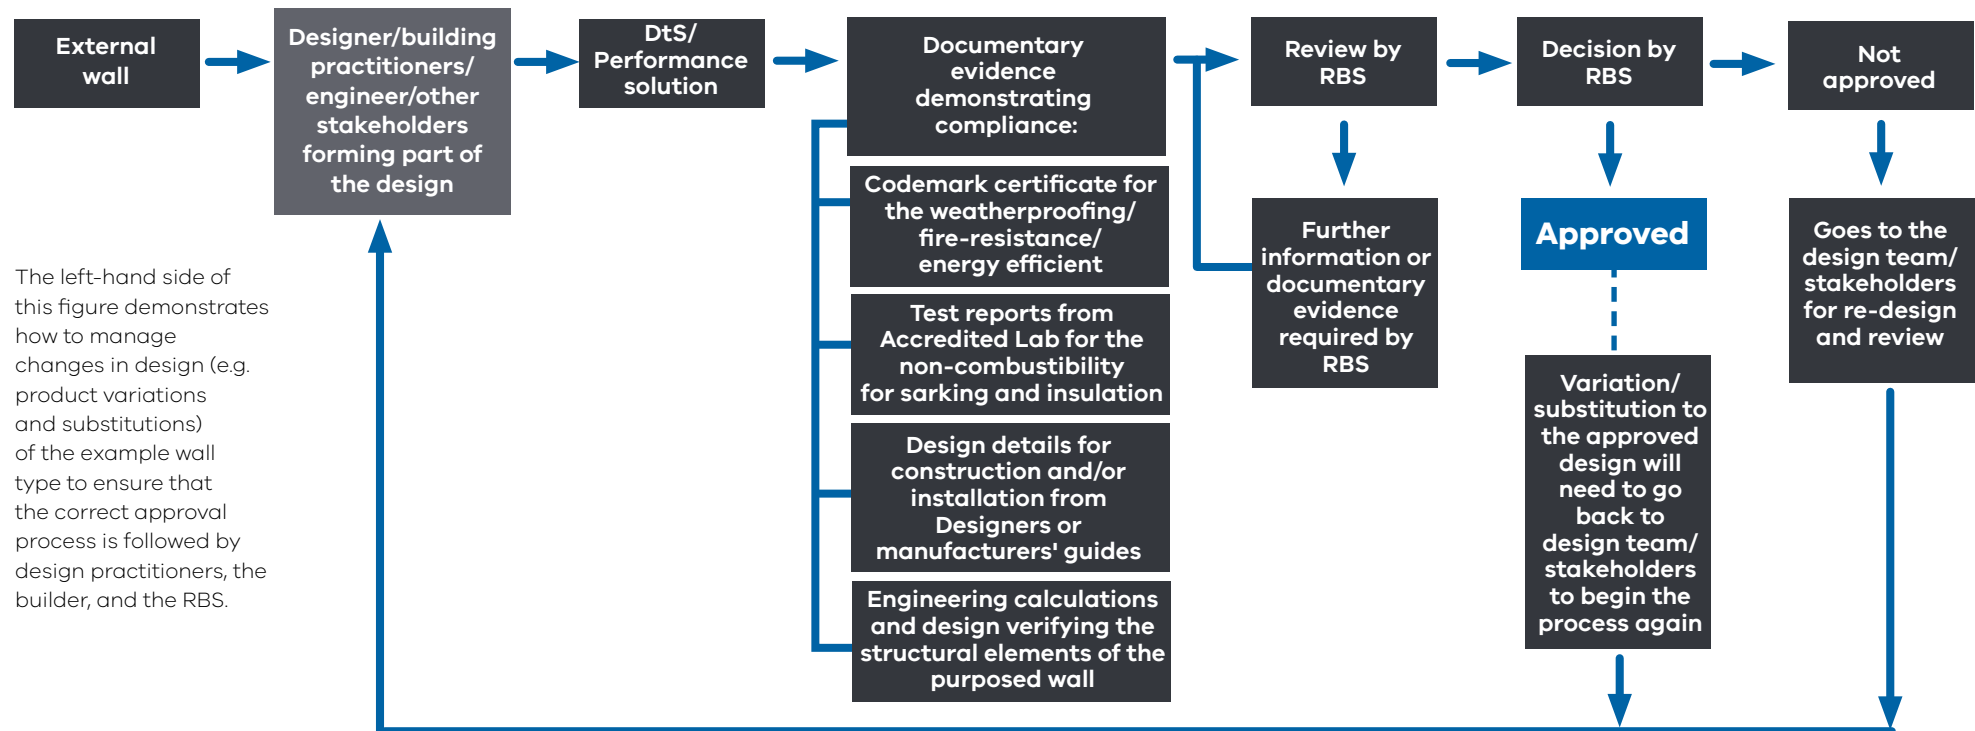 External
wall
Designer/building
practitioners/
engineer/other
stakeholders
forming part of
the design
DtS/
Performance
solution
Documentary
evidence
demonstrating
compliance:
Codemark certificate for
the weatherproofing/
fire-resistance/
energy efficient
Test reports from
Accredited Lab for the
non-combustibility
for sarking and insulation
Design details for
construction and/or
installation from
Designers or
manufacturers' guides
Engineering calculations
and design verifying the
structural elements of the
purposed wall
Review by
RBS
Further
information or
documentary
evidence
required by
RBS
Decision by
RBS
Approved
Variation/
substitution to
the approved
design will
need to go
back to
design team/
stakeholders
to begin the
process again
Not
approved
Goes to the
design team/
stakeholders
for re-design
and review
The left-hand side of
this figure demonstrates
how to manage
changes in design (e.g.
product variations
and substitutions)
of the example wall
type to ensure that
the correct approval
process is followed by
design practitioners, the
builder, and the RBS.